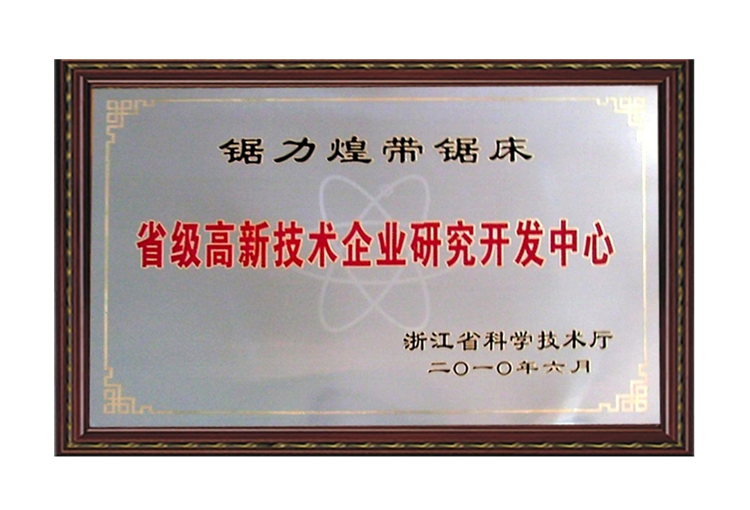 锯力煌带锯床
省级高新技术企业研究开发中心
浙江省科学技术厅
二〇一〇年六月